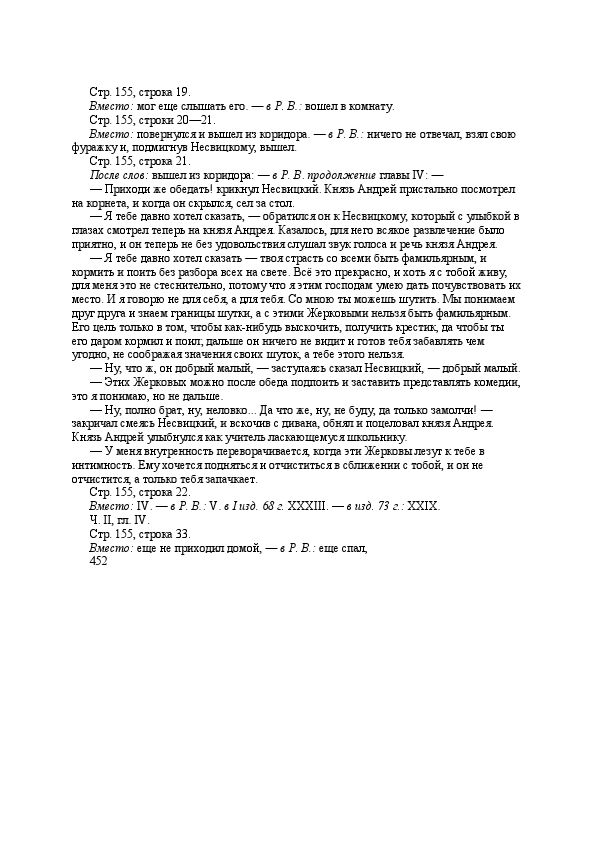 Стр. 155, строка 19.
Вместо: мог еще слышать его. — в Р. В.: вошел в комнату.
Стр. 155, строки 20—21.
Вместо: повернулся и вышел из коридора. — в Р. В.: ничего не отвечал, взял свою
фуражку и, подмигнув Несвицкому, вышел.
Стр. 155, строка 21.
После слов: вышел из коридора: — в Р. В. продолжение главы IV: —
— Приходи же обедать! крикнул Несвицкий. Князь Андрей пристально посмотрел
на корнета, и когда он скрылся, сел за стол.
— Я тебе давно хотел сказать, — обратился он к Несвицкому, который с улыбкой в
глазах смотрел теперь на князя Андрея. Казалось, для него всякое развлечение было
приятно, и он теперь не без удовольствия слушал звук голоса и речь князя Андрея.
— Я тебе давно хотел сказать — твоя страсть со всеми быть фамильярным, и
кормить и поить без разбора всех на свете. Всё это прекрасно, и хоть я с тобой живу,
для меня это не стеснительно, потому что я этим господам умею дать почувствовать их
место. И я говорю не для себя, а для тебя. Со мною ты можешь шутить. Мы понимаем
друг друга и знаем границы шутки, а с этими Жерковыми нельзя быть фамильярным.
Его цель только в том, чтобы как-нибудь выскочить, получить крестик, да чтобы ты
его даром кормил и поил; дальше он ничего не видит и готов тебя забавлять чем
угодно, не соображая значения своих шуток, а тебе этого нельзя.
— Ну, что ж, он добрый малый, — заступаясь сказал Несвицкий, — добрый малый.
— Этих Жерковых можно после обеда подпоить и заставить представлять комедии,
это я понимаю, но не дальше.
— Ну, полно брат, ну, неловко... Да что же, ну, не буду, да только замолчи! —
закричал смеясь Несвицкий, и вскочив с дивана, обнял и поцеловал князя Андрея.
Князь Андрей улыбнулся как учитель ласкающемуся школьнику.
— У меня внутренность переворачивается, когда эти Жерковы лезут к тебе в
интимность. Ему хочется подняться и отчиститься в сближении с тобой, и он не
отчистится, а только тебя запачкает.
Стр. 155, строка 22.
Вместо: IV. — в Р. В.: V. в I изд. 68 г. XXXIII. — в изд. 73 г.: XXIX.
Ч. II, гл. IV.
Стр. 155, строка 33.
Вместо: еще не приходил домой, — в Р. В.: еще спал,
452